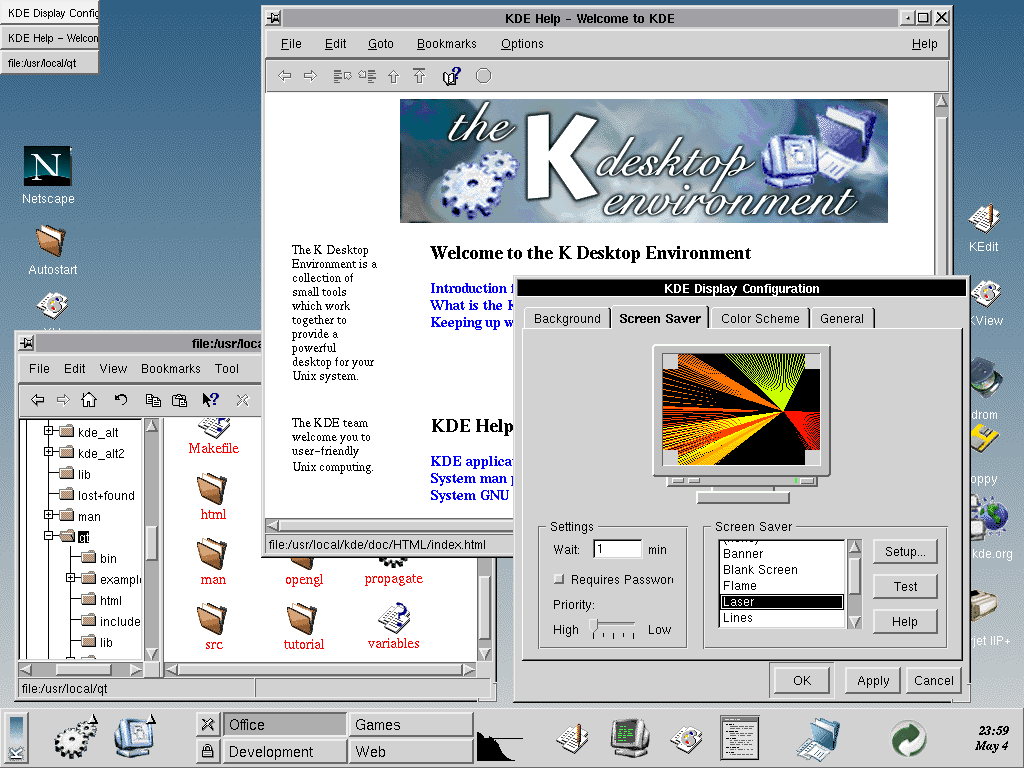 KDE Display Config
KDE Help - Welcom
file:/usr/local/qt
Netscape
Autostart
KDE Help - Welcome to KDE
File Edit Goto Bookmarks Options Help
the K desktop environment
The K Desktop
Environment is a
collection of
small tools
which work
together to
provide a
powerful
desktop for your
Unix system.
Welcome to the K Desktop Environment
Introduction
What is the K
Keeping up w
The KDE team
welcome you to
user-friendly
Unix computing.
KDE Help
KDE applica
System man p
System GNU
file:/usr/local/kde/doc/HTML/index.html
file:/usr/loca
File Edit View Bookmarks Tool
kde_alt
kde_alt2
lib
lost+found
man
qt
bin
example
html
include
lib
Makefile
html
man
opengl
propagate
src
tutorial
variables
file:/usr/local/qt
KDE Display Configuration
Background Screen Saver Color Scheme General
Settings
Wait: 1 min
Requires Password
Priority:
High Low
Screen Saver
Banner
Blank Screen
Flame
Laser
Lines
Setup...
Test
Help
OK Apply Cancel
KEdit
KView
drom
oppy
kde.org
rjet IIP+
K
Office Games
Development Web
23:59
May 4